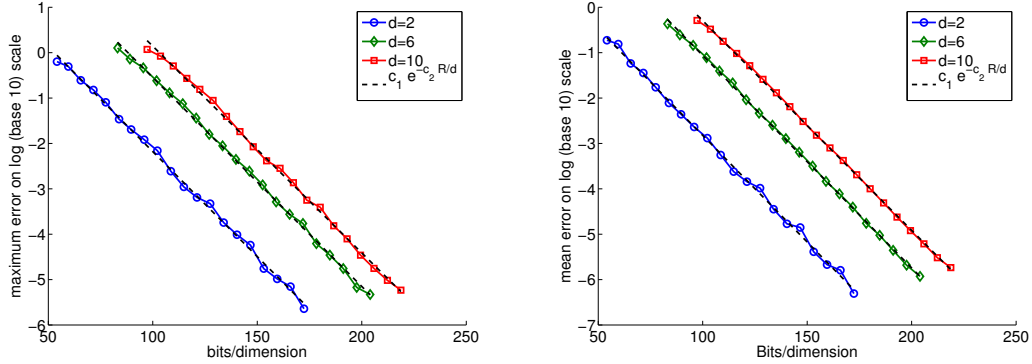 maximum error on log (base 10) scale
1
0
−1
−2
−3
−4
−5
−6
50
100
150
200
250
bits/dimension
d=2
d=6
d=10
c₁ e^{−c₂ R/d}
mean error on log (base 10) scale
1
0
−1
−2
−3
−4
−5
−6
−7
50
100
150
200
250
Bits/dimension
d=2
d=6
d=10
c₁ e^{−c₂ R/d}